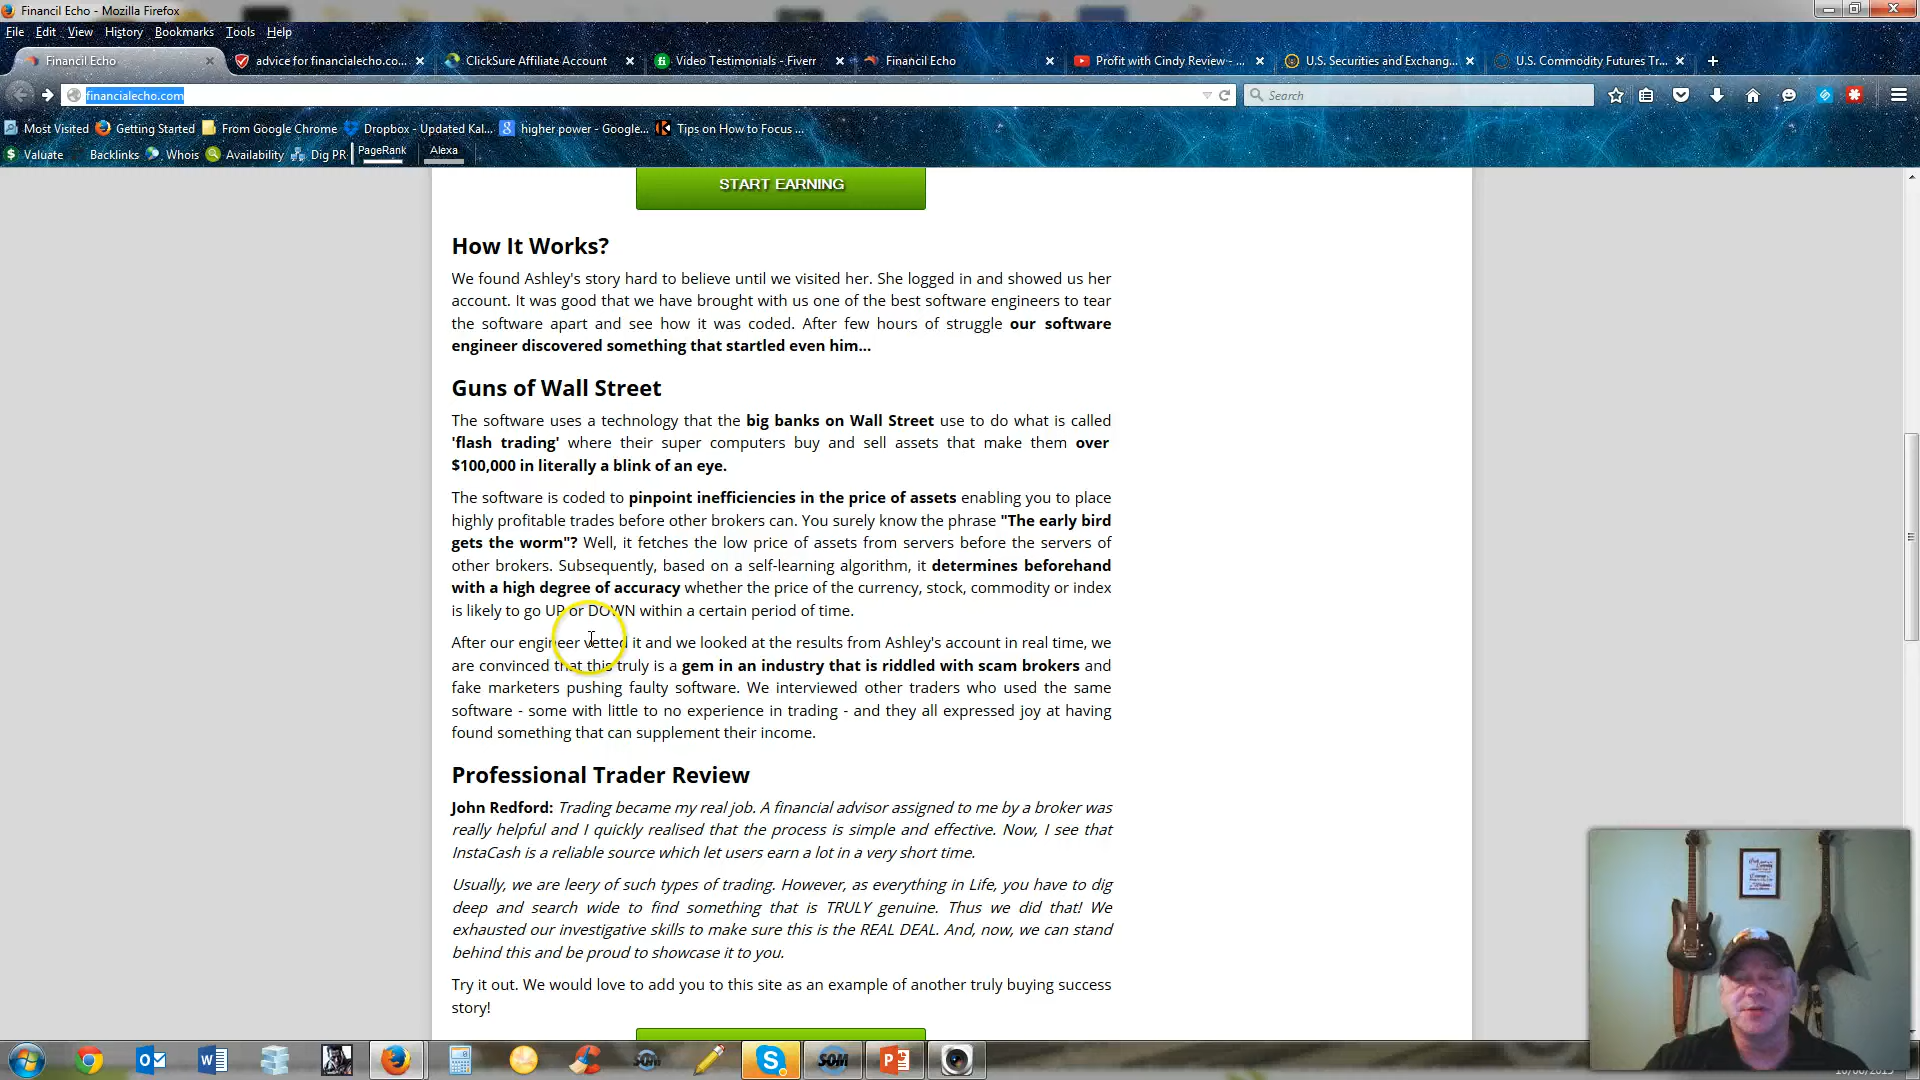 Financil Echo - Mozilla Firefox
File Edit View History Bookmarks Tools Help
Financil Echo
advice for financialecho.co...
ClickSure Affiliate Account
Video Testimonials - Fiverr
Financil Echo
Profit with Cindy Review - ...
U.S. Securities and Exchang...
U.S. Commodity Futures Tr...
financialecho.com
Search
Most Visited
Getting Started
From Google Chrome
Dropbox - Updated Kal...
higher power - Google...
Tips on How to Focus ...
Valuate
Backlinks
Whois
Availability
Dig PR
PageRank
Alexa
START EARNING
How It Works?
We found Ashley's story hard to believe until we visited her. She logged in and showed us her
account. It was good that we have brought with us one of the best software engineers to tear
the software apart and see how it was coded. After few hours of struggle our software
engineer discovered something that startled even him...
Guns of Wall Street
The software uses a technology that the big banks on Wall Street use to do what is called
'flash trading' where their super computers buy and sell assets that make them over
$100,000 in literally a blink of an eye.
The software is coded to pinpoint inefficiencies in the price of assets enabling you to place
highly profitable trades before other brokers can. You surely know the phrase "The early bird
gets the worm"? Well, it fetches the low price of assets from servers before the servers of
other brokers. Subsequently, based on a self-learning algorithm, it determines beforehand
with a high degree of accuracy whether the price of the currency, stock, commodity or index
is likely to go UP or DOWN within a certain period of time.
After our engineer vetted it and we looked at the results from Ashley's account in real time, we
are convinced that this truly is a gem in an industry that is riddled with scam brokers and
fake marketers pushing faulty software. We interviewed other traders who used the same
software - some with little to no experience in trading - and they all expressed joy at having
found something that can supplement their income.
Professional Trader Review
John Redford: Trading became my real job. A financial advisor assigned to me by a broker was
really helpful and I quickly realised that the process is simple and effective. Now, I see that
InstaCash is a reliable source which let users earn a lot in a very short time.
Usually, we are leery of such types of trading. However, as everything in Life, you have to dig
deep and search wide to find something that is TRULY genuine. Thus we did that! We
exhausted our investigative skills to make sure this is the REAL DEAL. And, now, we can stand
behind this and be proud to showcase it to you.
Try it out. We would love to add you to this site as an example of another truly buying success
story!
SOM
SOM